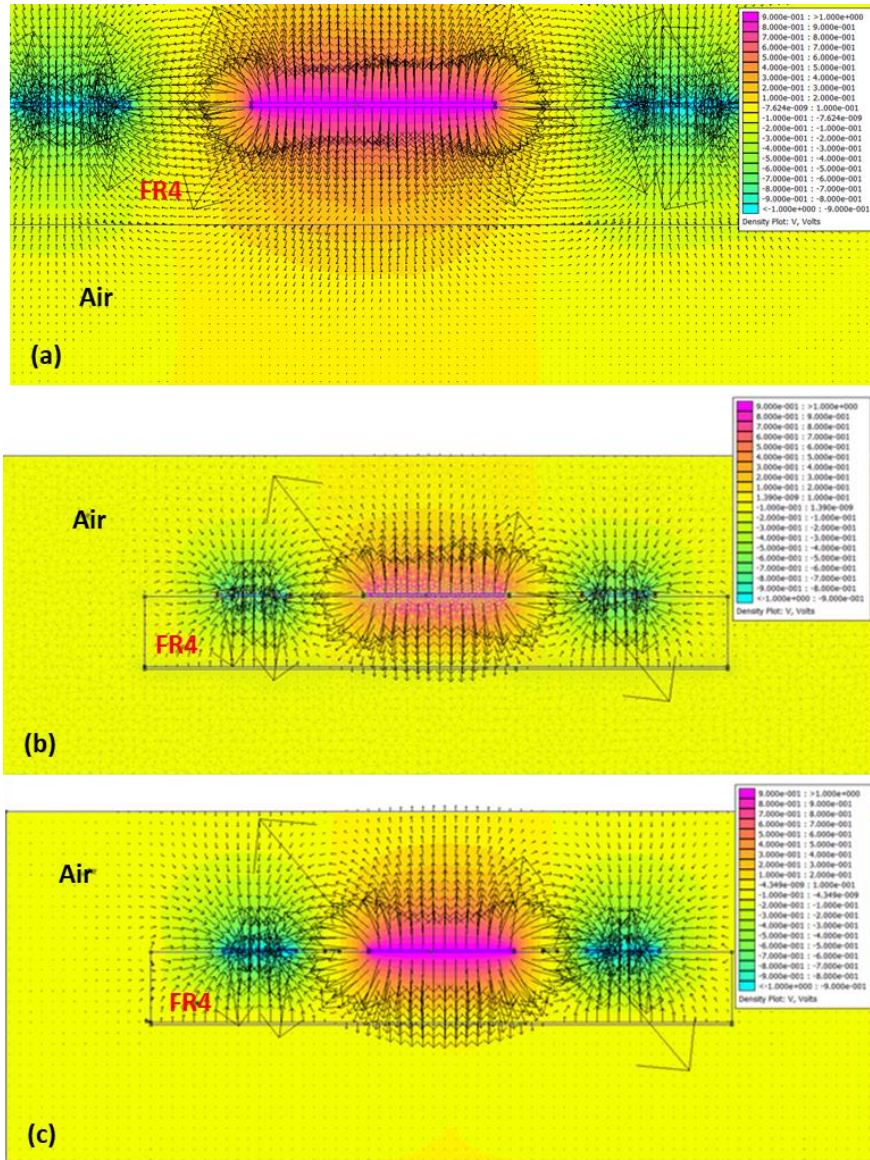 9.000e-001 : >1.000e+000
8.000e-001 : 9.000e-001
7.000e-001 : 8.000e-001
6.000e-001 : 7.000e-001
5.000e-001 : 6.000e-001
4.000e-001 : 5.000e-001
3.000e-001 : 4.000e-001
2.000e-001 : 3.000e-001
1.000e-001 : 2.000e-001
-7.624e-009 : 1.000e-001
-1.000e-001 : -7.624e-009
-2.000e-001 : -1.000e-001
-3.000e-001 : -2.000e-001
-4.000e-001 : -3.000e-001
-5.000e-001 : -4.000e-001
-6.000e-001 : -5.000e-001
-7.000e-001 : -6.000e-001
-8.000e-001 : -7.000e-001
-9.000e-001 : -8.000e-001
<-1.000e+000 : -9.000e-001
Density Plot: V, Volts
FR4
Air
(a)
9.000e-001 : >1.000e+000
8.000e-001 : 9.000e-001
7.000e-001 : 8.000e-001
6.000e-001 : 7.000e-001
5.000e-001 : 6.000e-001
4.000e-001 : 5.000e-001
3.000e-001 : 4.000e-001
2.000e-001 : 3.000e-001
1.000e-001 : 2.000e-001
1.390e-009 : 1.000e-001
-1.000e-001 : 1.390e-009
-2.000e-001 : -1.000e-001
-3.000e-001 : -2.000e-001
-4.000e-001 : -3.000e-001
-5.000e-001 : -4.000e-001
-6.000e-001 : -5.000e-001
-7.000e-001 : -6.000e-001
-8.000e-001 : -7.000e-001
-9.000e-001 : -8.000e-001
<-1.000e+000 : -9.000e-001
Density Plot: V, Volts
Air
FR4
(b)
9.000e-001 : >1.000e+000
8.000e-001 : 9.000e-001
7.000e-001 : 8.000e-001
6.000e-001 : 7.000e-001
5.000e-001 : 6.000e-001
4.000e-001 : 5.000e-001
3.000e-001 : 4.000e-001
2.000e-001 : 3.000e-001
1.000e-001 : 2.000e-001
-4.349e-009 : 1.000e-001
-1.000e-001 : -4.349e-009
-2.000e-001 : -1.000e-001
-3.000e-001 : -2.000e-001
-4.000e-001 : -3.000e-001
-5.000e-001 : -4.000e-001
-6.000e-001 : -5.000e-001
-7.000e-001 : -6.000e-001
-8.000e-001 : -7.000e-001
-9.000e-001 : -8.000e-001
<-1.000e+000 : -9.000e-001
Density Plot: V, Volts
Air
FR4
(c)